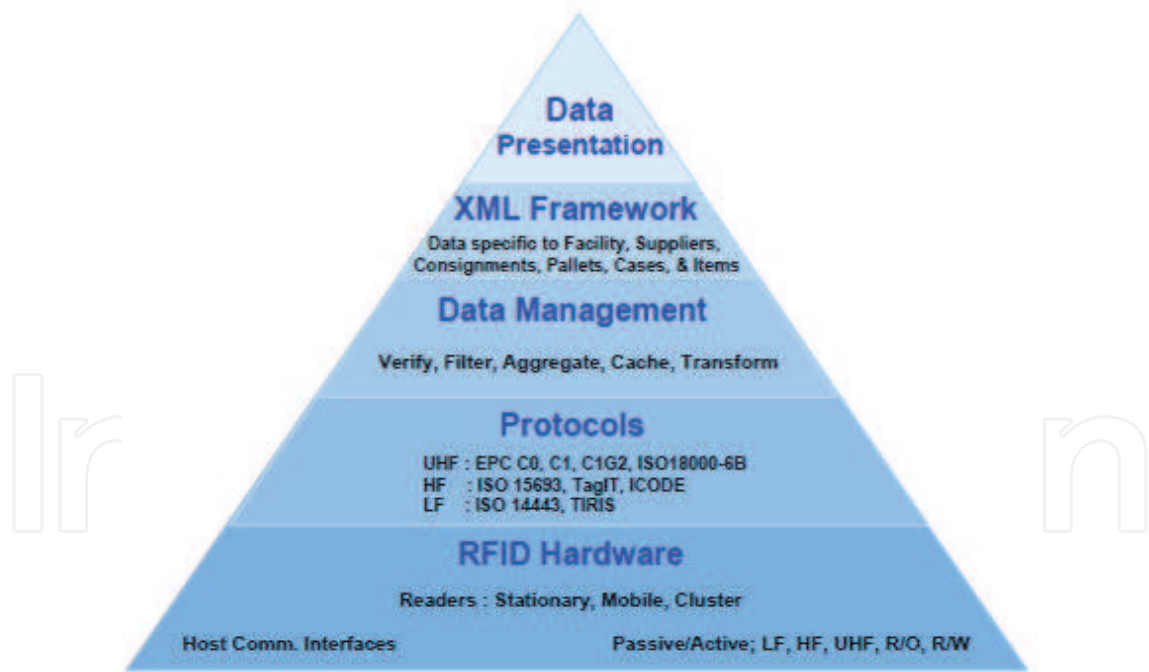 Data
Presentation
XML Framework
Data specific to Facility, Suppliers,
Consignments, Pallets, Cases, & Items
Data Management
Verify, Filter, Aggregate, Cache, Transform
Protocols
UHF : EPC C0, C1, C1G2, ISO18000-6B
HF : ISO 15693, TagIT, ICODE
LF : ISO 14443, TIRIS
RFID Hardware
Readers : Stationary, Mobile, Cluster
Host Comm. Interfaces Passive/Active; LF, HF, UHF, R/O, R/W